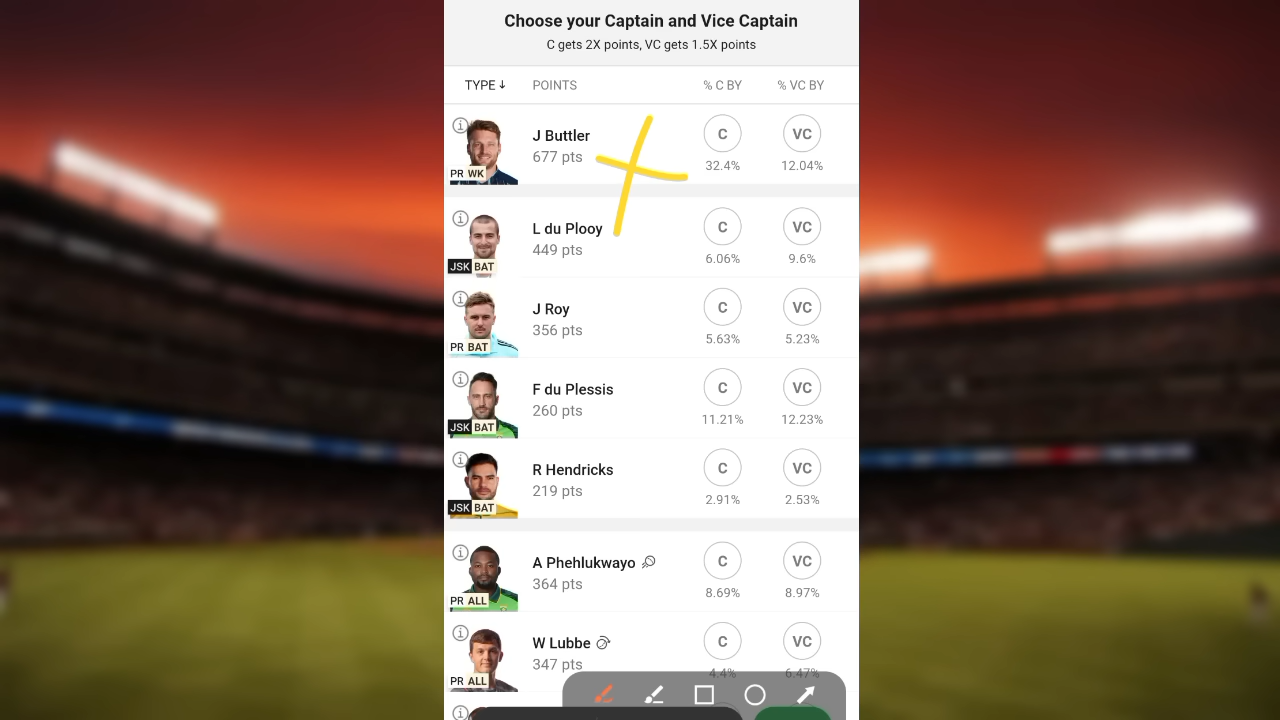 Choose your Captain and Vice Captain
C gets 2X points, VC gets 1.5X points
TYPE POINTS % C BY % VC BY
J Buttler
677 pts
C VC
32.4% 12.04%
PR WK
L du Plooy
449 pts
C VC
6.06% 9.6%
JSK BAT
J Roy
356 pts
C VC
5.63% 5.23%
PR BAT
F du Plessis
260 pts
C VC
11.21% 12.23%
JSK BAT
R Hendricks
219 pts
C VC
2.91% 2.53%
JSK BAT
A Phehlukwayo
364 pts
C VC
8.69% 8.97%
PR ALL
W Lubbe
347 pts
C VC
4.4% 6.47%
PR ALL